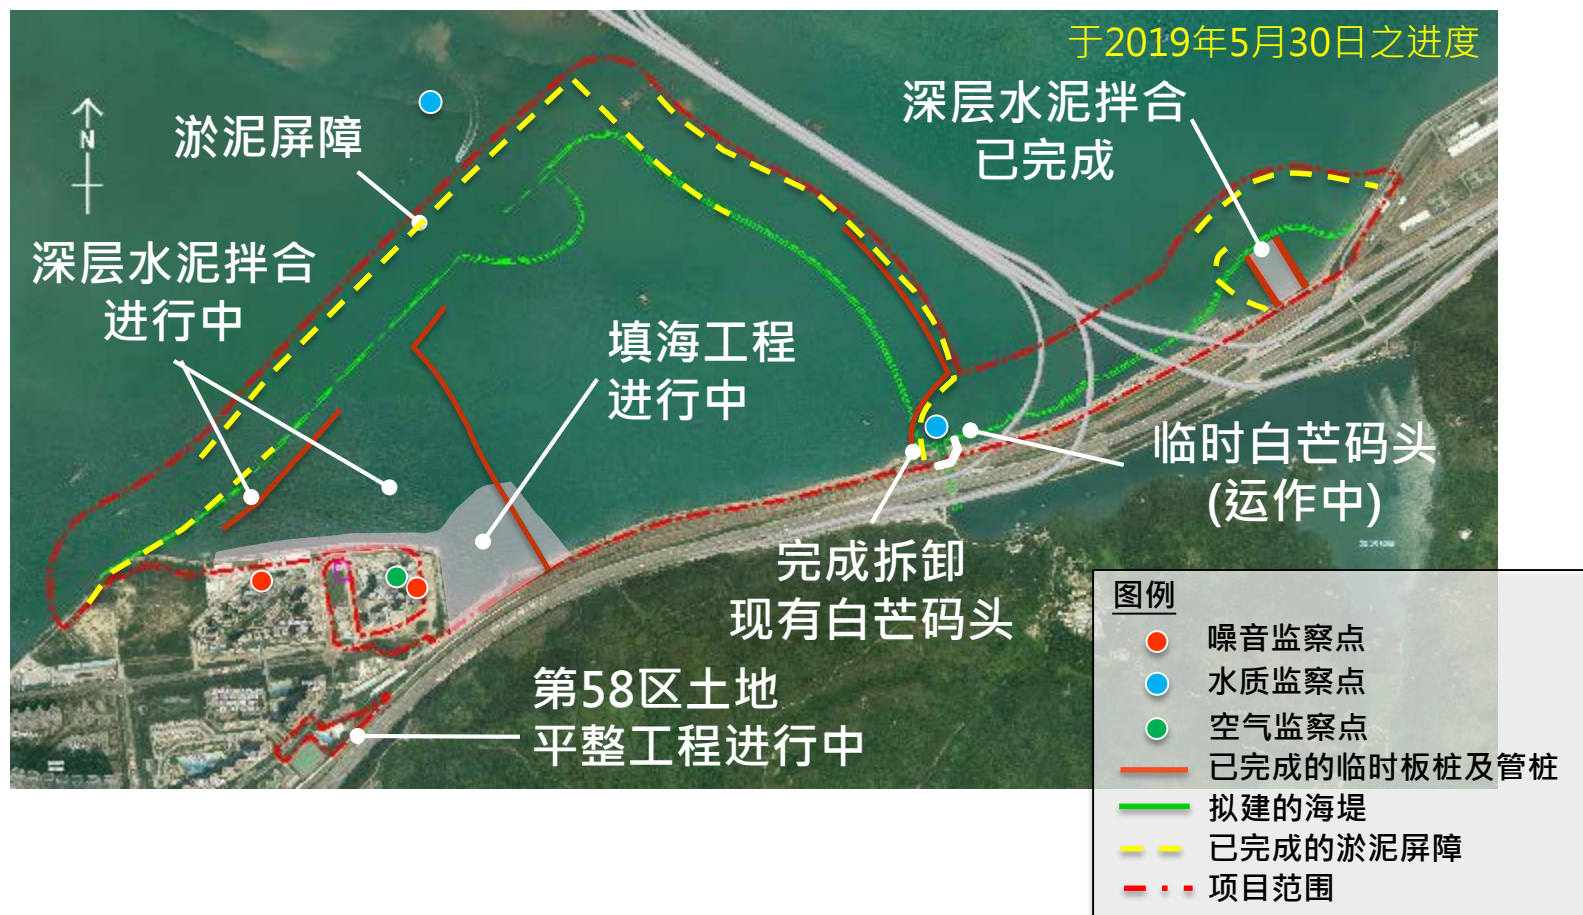 于2019年5月30日之进度
深层水泥拌合
已完成
N
淤泥屏障
深层水泥拌合
进行中
填海工程
进行中
临时白芒码头
(运作中)
完成拆卸
现有白芒码头
第58区土地
平整工程进行中
图例
噪音监察点
水质监察点
空气监察点
已完成的临时板桩及管桩
拟建的海堤
已完成的淤泥屏障
项目范围